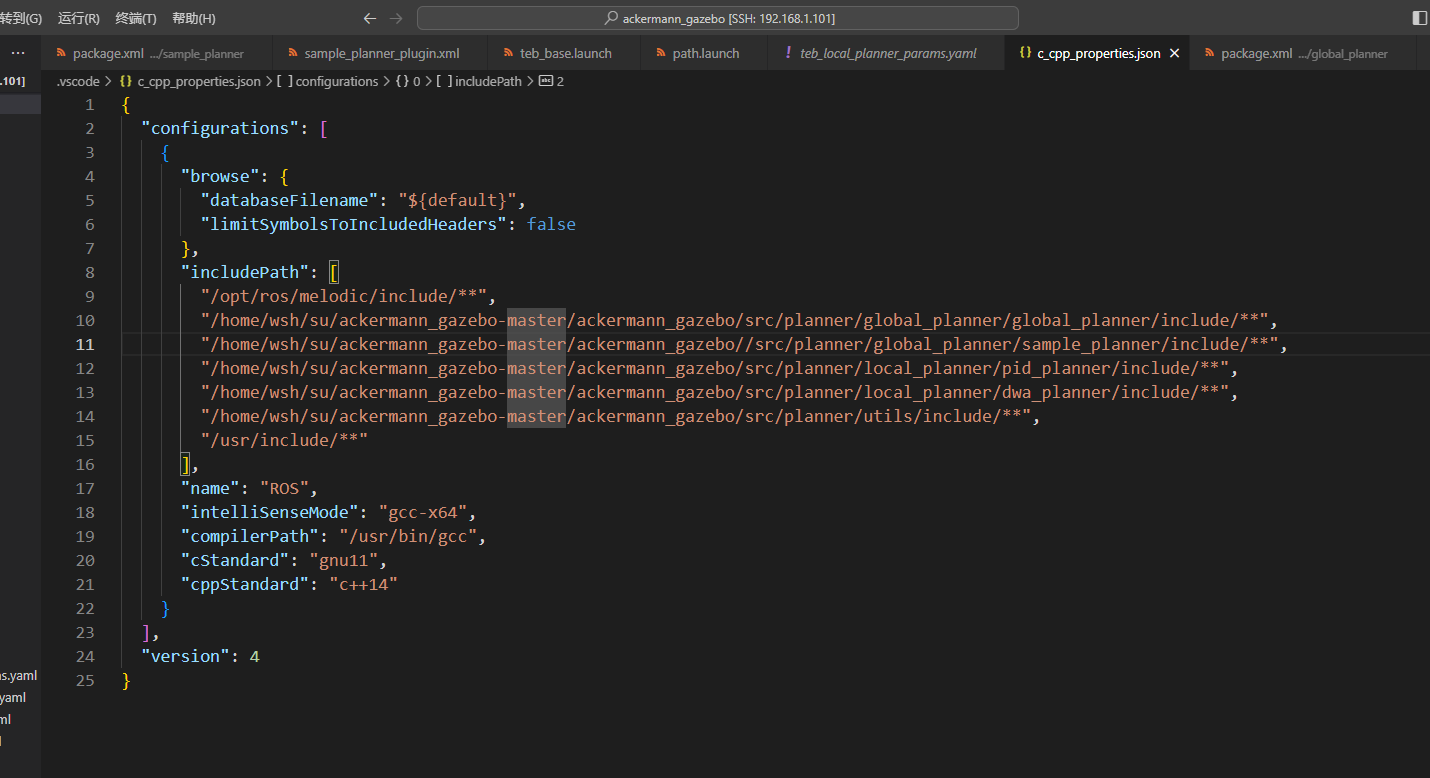 转到(G) 运行(R) 终端(T) 帮助(H) ackermann_gazebo [SSH: 192.168.1.101]
package.xml .../sample_planner sample_planner_plugin.xml teb_base.launch path.launch ! teb_local_planner_params.yaml {} c_cpp_properties.json package.xml .../global_planner
.101] .vscode > {} c_cpp_properties.json > [ ] configurations > {} 0 > [ ] includePath > abc 2
1 {
2 "configurations": [
3 {
4 "browse": {
5 "databaseFilename": "${default}",
6 "limitSymbolsToIncludedHeaders": false
7 },
8 "includePath": [
9 "/opt/ros/melodic/include/**",
10 "/home/wsh/su/ackermann_gazebo-master/ackermann_gazebo/src/planner/global_planner/global_planner/include/**",
11 "/home/wsh/su/ackermann_gazebo-master/ackermann_gazebo//src/planner/global_planner/sample_planner/include/**",
12 "/home/wsh/su/ackermann_gazebo-master/ackermann_gazebo/src/planner/local_planner/pid_planner/include/**",
13 "/home/wsh/su/ackermann_gazebo-master/ackermann_gazebo/src/planner/local_planner/dwa_planner/include/**",
14 "/home/wsh/su/ackermann_gazebo-master/ackermann_gazebo/src/planner/utils/include/**",
15 "/usr/include/**"
16 ],
17 "name": "ROS",
18 "intelliSenseMode": "gcc-x64",
19 "compilerPath": "/usr/bin/gcc",
20 "cStandard": "gnu11",
21 "cppStandard": "c++14"
22 }
23 ],
24 "version": 4
25 }
s.yaml
yaml
ml